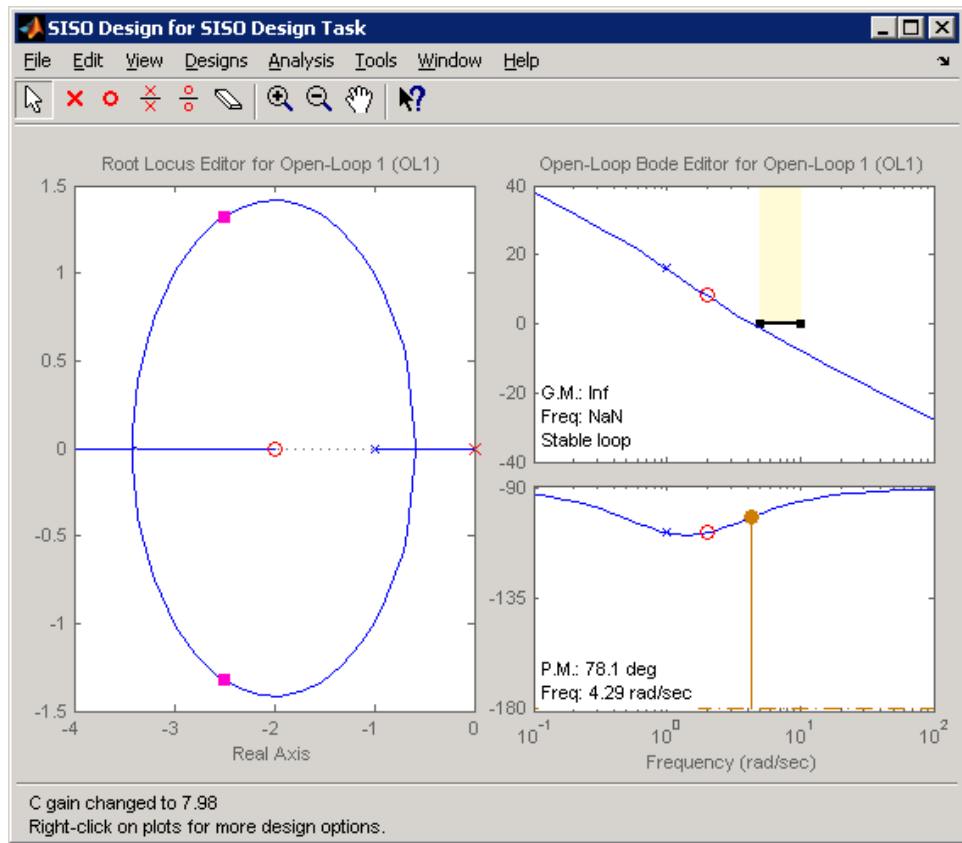 SISO Design for SISO Design Task
File Edit View Designs Analysis Tools Window Help
Root Locus Editor for Open-Loop 1 (OL1)
1.5
1
0.5
0
-0.5
-1
-1.5
-4 -3 -2 -1 0
Real Axis
Open-Loop Bode Editor for Open-Loop 1 (OL1)
40
20
0
-20
-40
G.M.: Inf
Freq: NaN
Stable loop
-90
-135
-180
P.M.: 78.1 deg
Freq: 4.29 rad/sec
10^-1 10^0 10^1 10^2
Frequency (rad/sec)
C gain changed to 7.98
Right-click on plots for more design options.